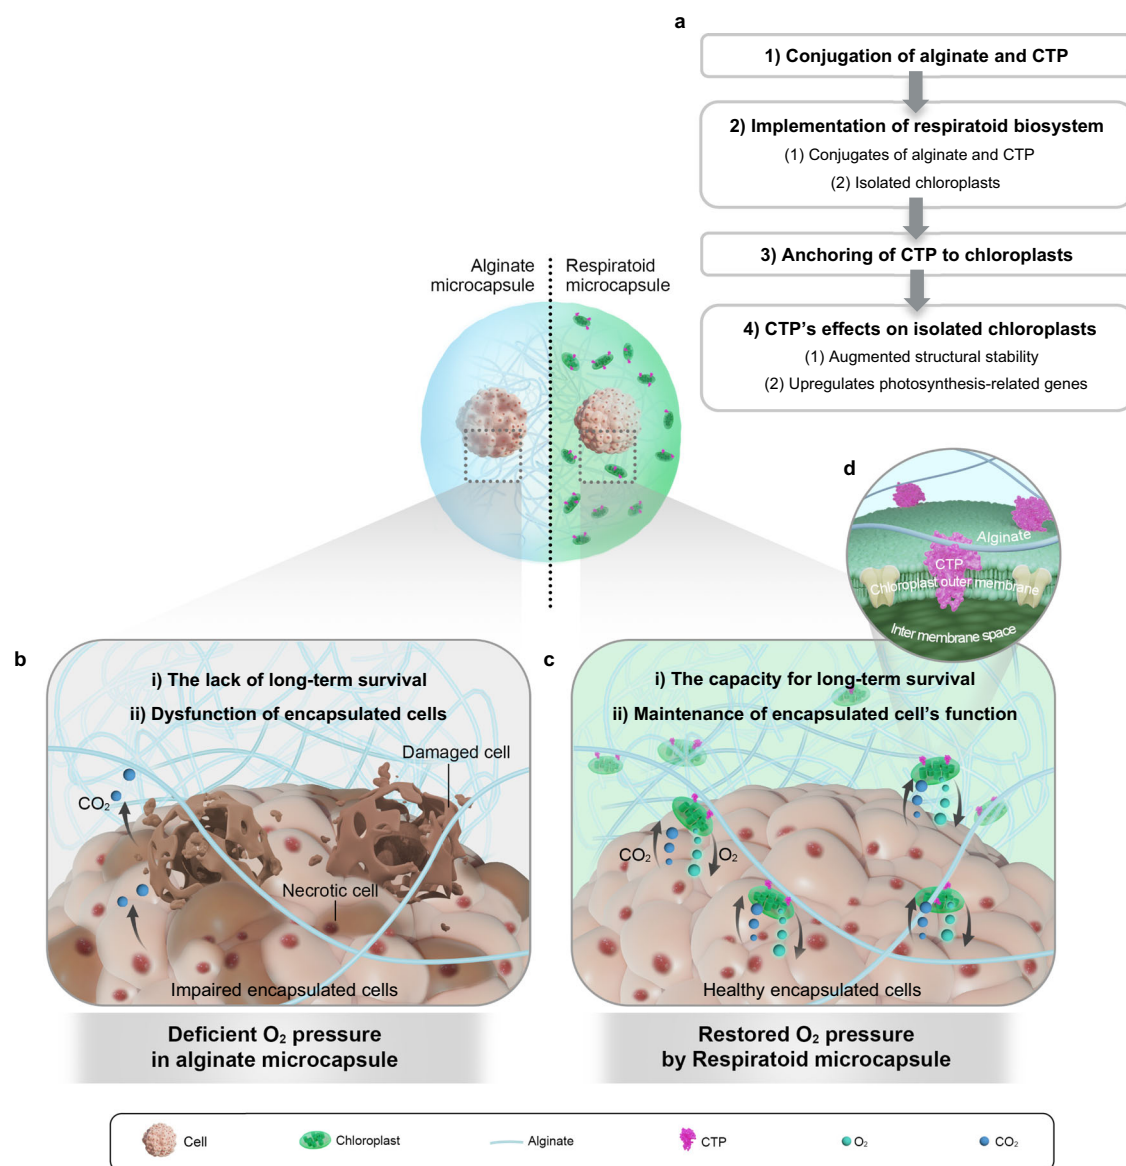 a
1) Conjugation of alginate and CTP
2) Implementation of respiratoid biosystem
(1) Conjugates of alginate and CTP
(2) Isolated chloroplasts
3) Anchoring of CTP to chloroplasts
4) CTP's effects on isolated chloroplasts
(1) Augmented structural stability
(2) Upregulates photosynthesis-related genes
Alginate
microcapsule
Respiratoid
microcapsule
d
Alginate
CTP
Chloroplast outer membrane
Inter membrane space
b
i) The lack of long-term survival
ii) Dysfunction of encapsulated cells
Damaged cell
CO₂
Necrotic cell
Impaired encapsulated cells
Deficient O₂ pressure
in alginate microcapsule
c
i) The capacity for long-term survival
ii) Maintenance of encapsulated cell's function
CO₂
O₂
Healthy encapsulated cells
Restored O₂ pressure
by Respiratoid microcapsule
Cell
Chloroplast
Alginate
CTP
O₂
CO₂